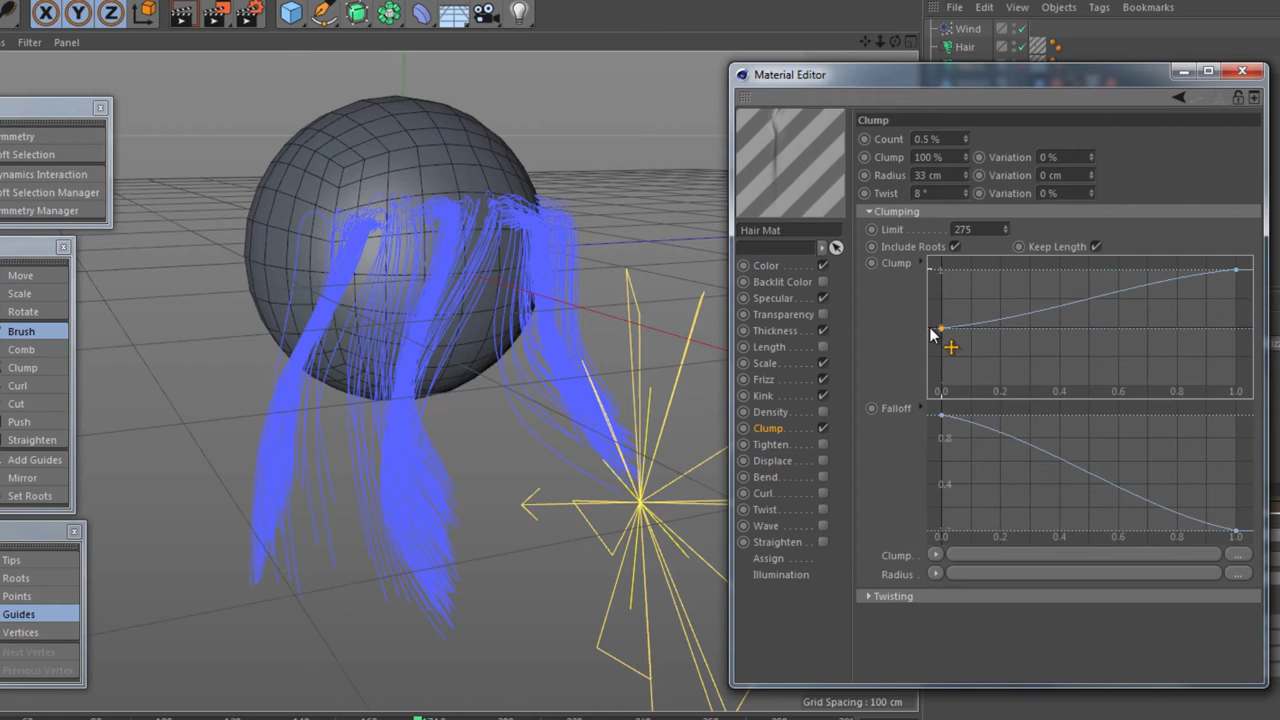 X Y Z
File Edit View Objects Tags Bookmarks
Filter Panel
Wind
Hair
Material Editor
mmetry
oft Selection
ynamics Interaction
oft Selection Manager
ymmetry Manager
Move
Scale
Rotate
Brush
Comb
Clump
Curl
Cut
Push
Straighten
Add Guides
Mirror
Set Roots
Tips
Roots
Points
Guides
Vertices
Next Vertex
Previous Vertex
Hair Mat
Color
Backlit Color
Specular
Transparency
Thickness
Length
Scale
Frizz
Kink
Density
Clump
Tighten
Displace
Bend
Curl
Twist
Wave
Straighten
Assign
Illumination
Clump
Count 0.5 %
Clump 100 % Variation 0 %
Radius 33 cm Variation 0 cm
Twist 8 ° Variation 0 %
Clumping
Limit 275
Include Roots Keep Length
Clump
1
0.0 0.2 0.4 0.6 0.8 1.0
Falloff
0.8
0.4
0.0 0.2 0.4 0.6 0.8 1.0
Clump ...
Radius ...
Twisting
Grid Spacing : 100 cm